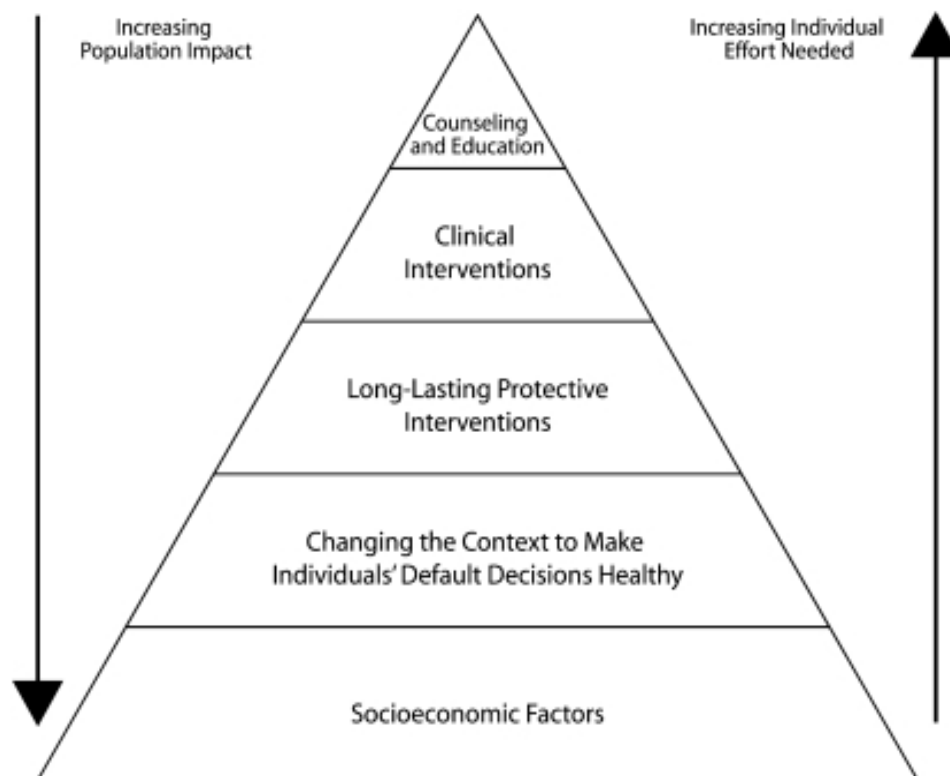 Increasing
Population Impact
Increasing Individual
Effort Needed
Counseling
and Education
Clinical
Interventions
Long-Lasting Protective
Interventions
Changing the Context to Make
Individuals' Default Decisions Healthy
Socioeconomic Factors